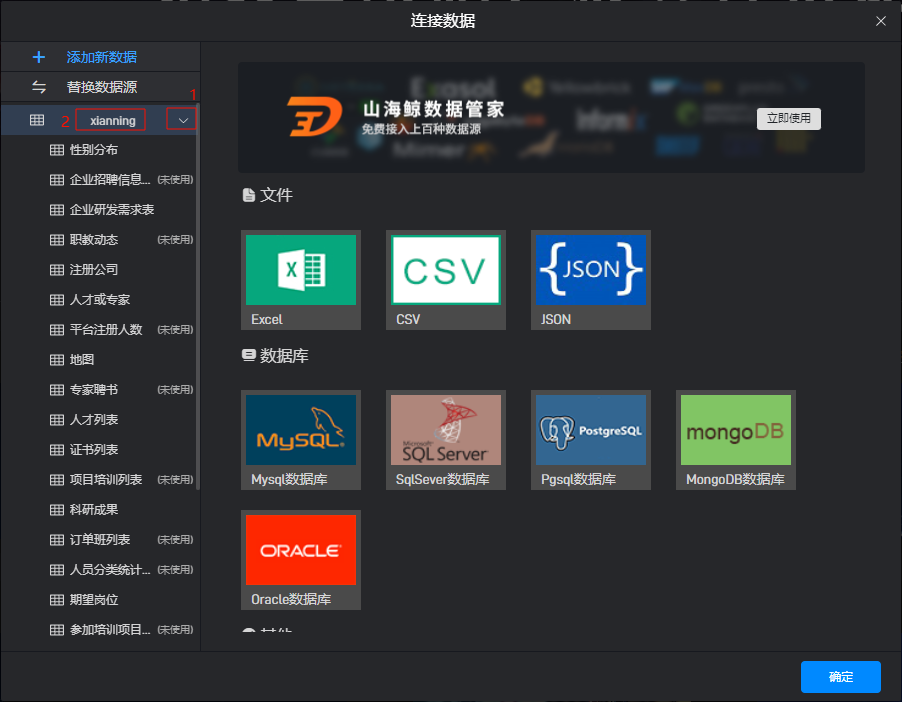 连接数据
添加新数据
替换数据源
1
2
xianning
性别分布
企业招聘信息... (未使用)
企业研发需求表
职教动态 (未使用)
注册公司
人才或专家
平台注册人数 (未使用)
地图
专家聘书 (未使用)
人才列表
证书列表
项目培训列表 (未使用)
科研成果
订单班列表 (未使用)
人员分类统计... (未使用)
期望岗位
参加培训项目... (未使用)
山海鲸数据管家
免费接入上百种数据源
Exasol
Informix
Mimer
立即使用
文件
Excel
CSV
CSV
{JSON}
JSON
数据库
MySQL
Mysql数据库
Microsoft
SQL Server
SqlSever数据库
PostgreSQL
Pgsql数据库
mongoDB
MongoDB数据库
ORACLE
Oracle数据库
其他
确定